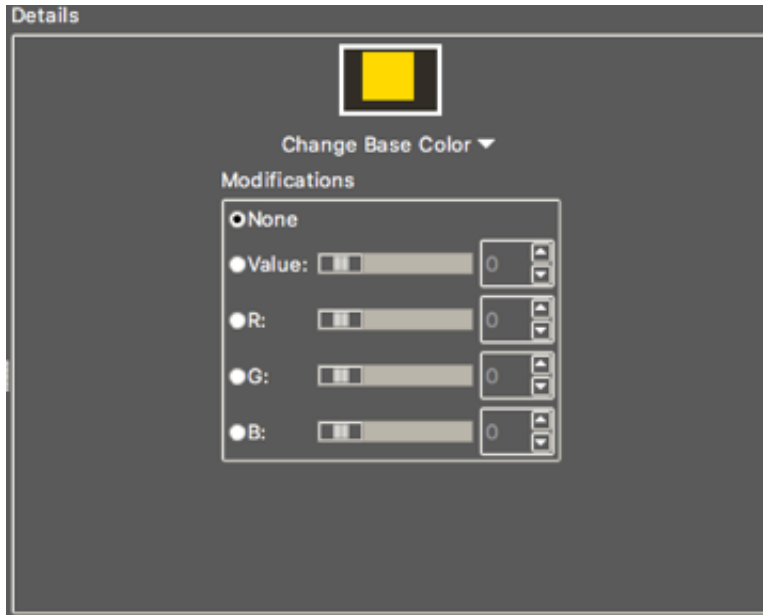 Details
Change Base Color
Modifications
None
Value: 0
R: 0
G: 0
B: 0